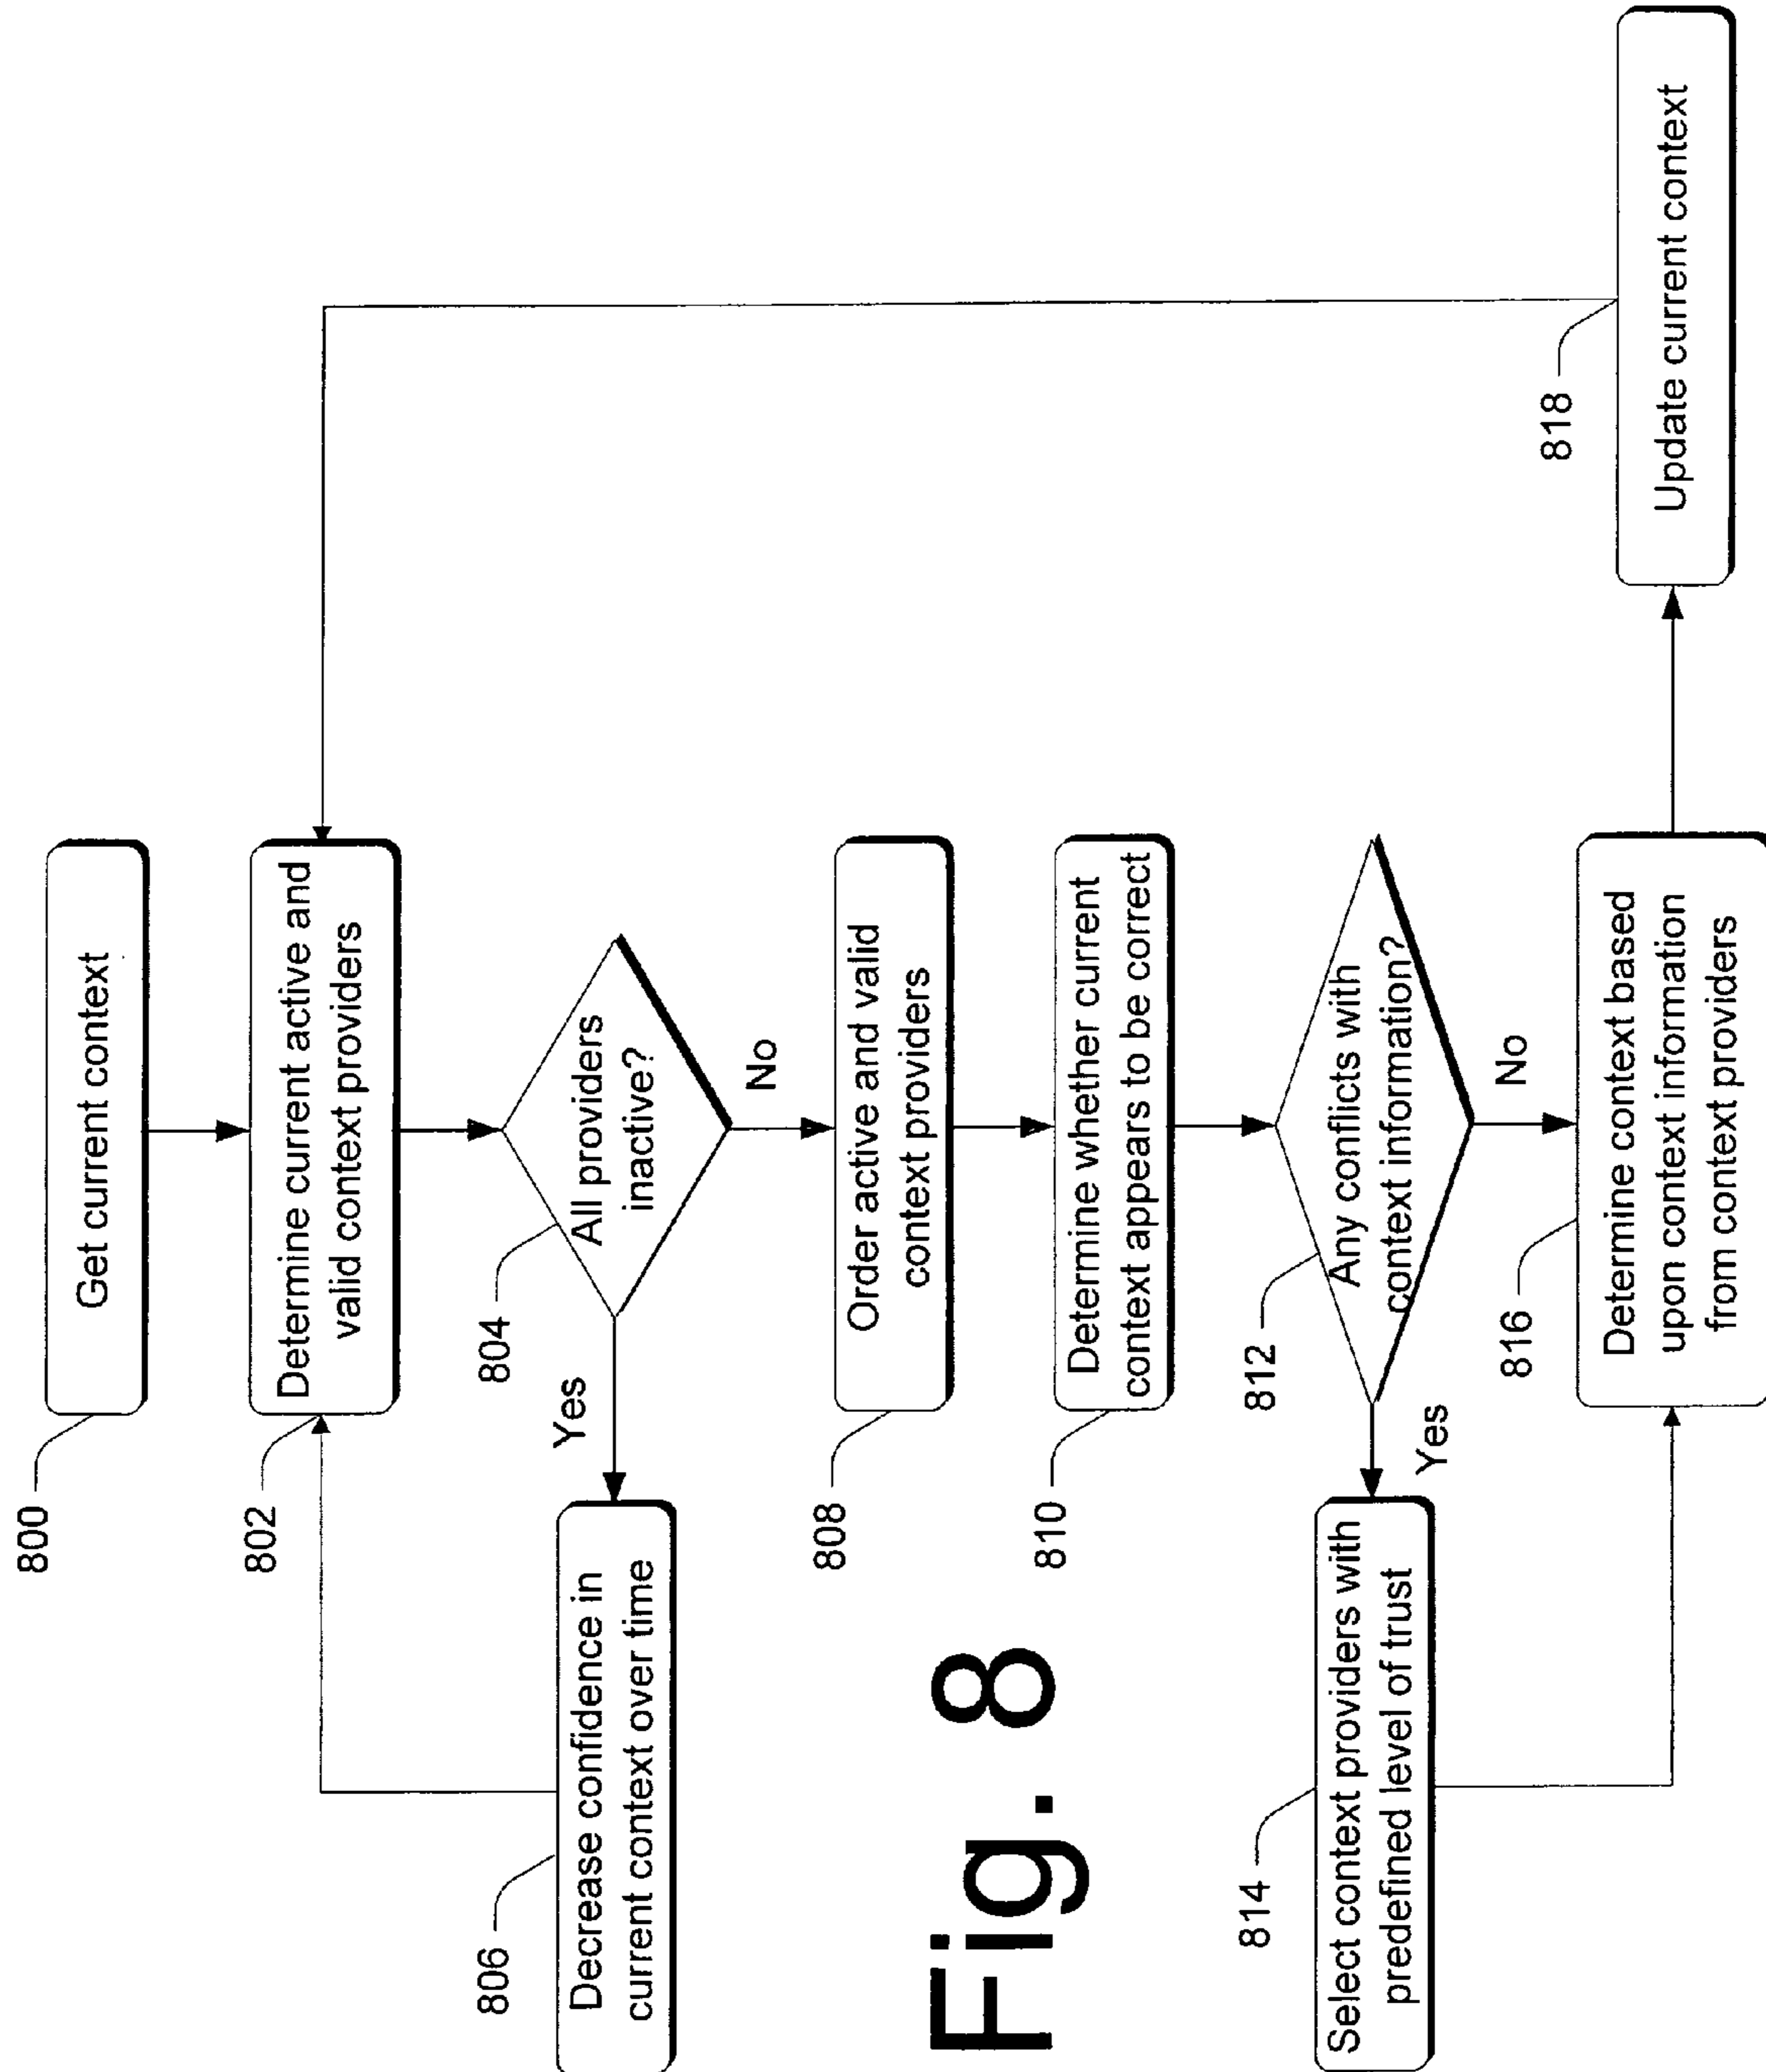 800
Get current context
802
Determine current active and
valid context providers
804
All providers
inactive?
Yes
No
806
Decrease confidence in
current context over time
808
Order active and valid
context providers
810
Determine whether current
context appears to be correct
812
Any conflicts with
context information?
Yes
No
814
Select context providers with
predefined level of trust
816
Determine context based
upon context information
from context providers
818
Update current context
Fig. 8